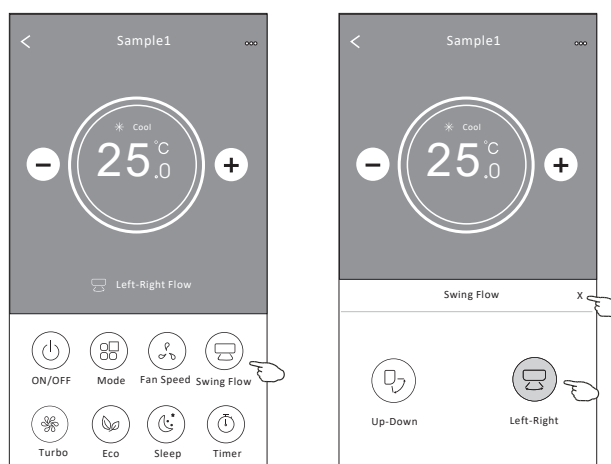 Sample1
Cool
25.0°C
Left-Right Flow
ON/OFF Mode Fan Speed Swing Flow
Turbo Eco Sleep Timer
Sample1
Cool
25.0°C
Swing Flow X
Up-Down Left-Right